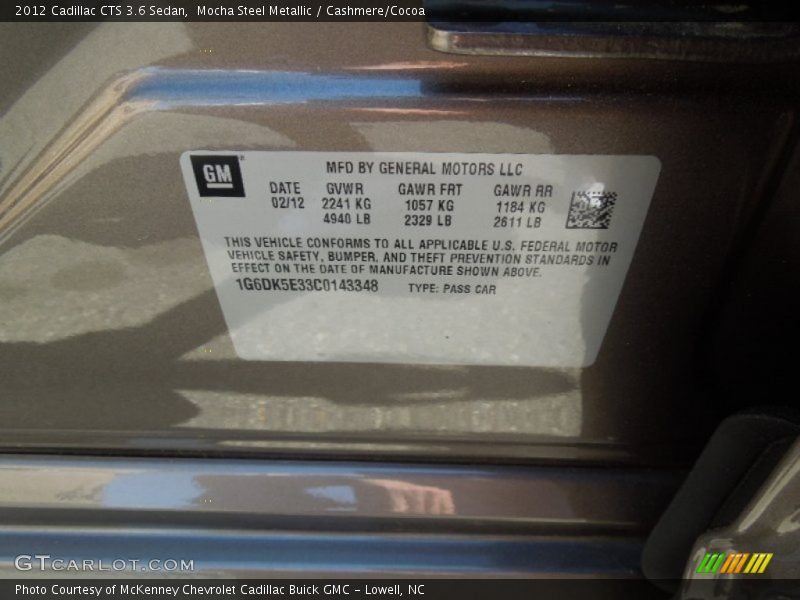 2012 Cadillac CTS 3.6 Sedan,  Mocha Steel Metallic / Cashmere/Cocoa
GM
MFD BY GENERAL MOTORS LLC
DATE GVWR GAWR FRT GAWR RR
02/12 2241 KG 1057 KG 1184 KG
4940 LB 2329 LB 2611 LB
THIS VEHICLE CONFORMS TO ALL APPLICABLE U.S. FEDERAL MOTOR
VEHICLE SAFETY, BUMPER, AND THEFT PREVENTION STANDARDS IN
EFFECT ON THE DATE OF MANUFACTURE SHOWN ABOVE.
1G6DK5E33C0143348 TYPE: PASS CAR
GTCarLot.com
Photo Courtesy of McKenney Chevrolet Cadillac Buick GMC - Lowell, NC